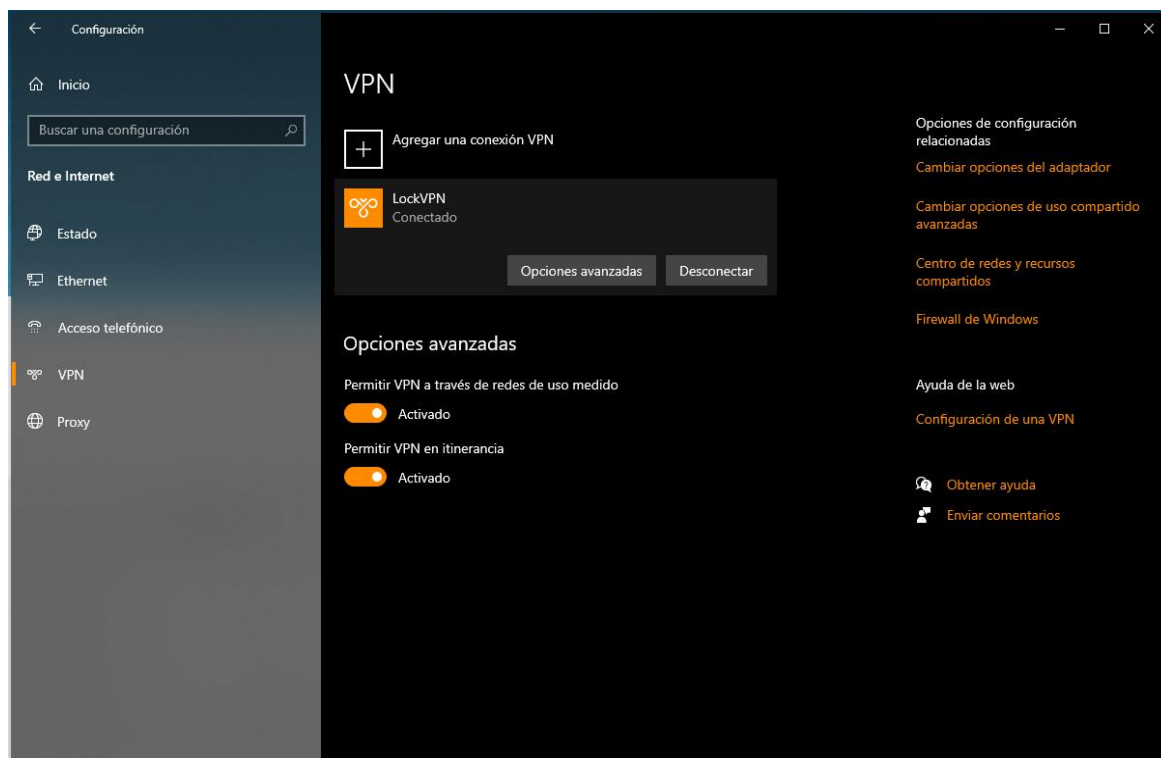 Configuración
Inicio
Buscar una configuración
Red e Internet
Estado
Ethernet
Acceso telefónico
VPN
Proxy
VPN
Agregar una conexión VPN
LockVPN
Conectado
Opciones avanzadas
Desconectar
Opciones avanzadas
Permitir VPN a través de redes de uso medido
Activado
Permitir VPN en itinerancia
Activado
Opciones de configuración
relacionadas
Cambiar opciones del adaptador
Cambiar opciones de uso compartido
avanzadas
Centro de redes y recursos
compartidos
Firewall de Windows
Ayuda de la web
Configuración de una VPN
Obtener ayuda
Enviar comentarios